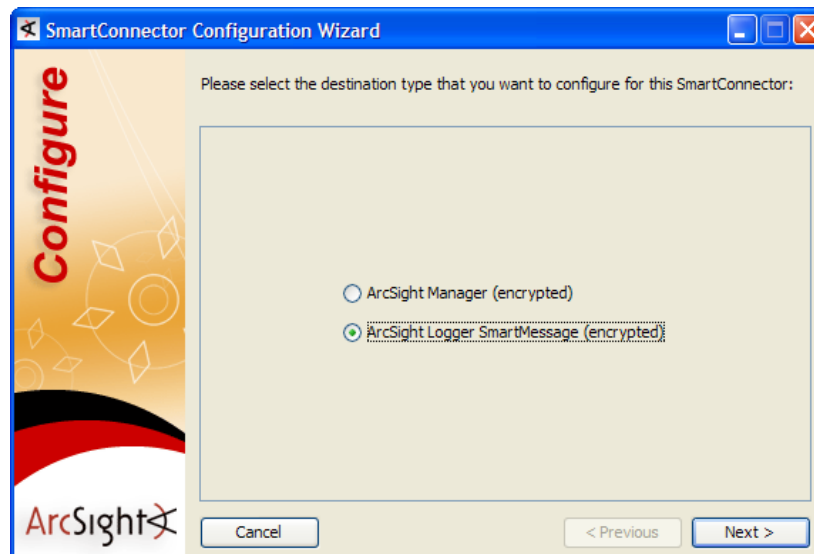 SmartConnector Configuration Wizard
Configure
Please select the destination type that you want to configure for this SmartConnector:
ArcSight Manager (encrypted)
ArcSight Logger SmartMessage (encrypted)
ArcSight
Cancel
< Previous
Next >